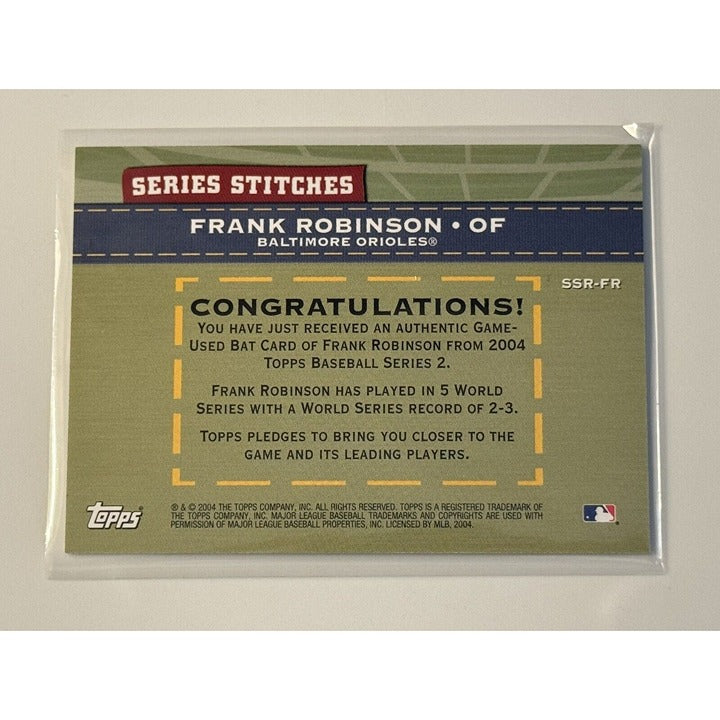 SERIES STITCHES
FRANK ROBINSON • OF
BALTIMORE ORIOLES®
SSR-FR
CONGRATULATIONS!
YOU HAVE JUST RECEIVED AN AUTHENTIC GAME-
USED BAT CARD OF FRANK ROBINSON FROM 2004
TOPPS BASEBALL SERIES 2.
FRANK ROBINSON HAS PLAYED IN 5 WORLD
SERIES WITH A WORLD SERIES RECORD OF 2-3.
TOPPS PLEDGES TO BRING YOU CLOSER TO THE
GAME AND ITS LEADING PLAYERS.
topps
® & © 2004 THE TOPPS COMPANY, INC. ALL RIGHTS RESERVED. TOPPS IS A REGISTERED TRADEMARK OF
THE TOPPS COMPANY, INC. MAJOR LEAGUE BASEBALL TRADEMARKS AND COPYRIGHTS ARE USED WITH
PERMISSION OF MAJOR LEAGUE BASEBALL PROPERTIES, INC. LICENSED BY MLB, 2004.